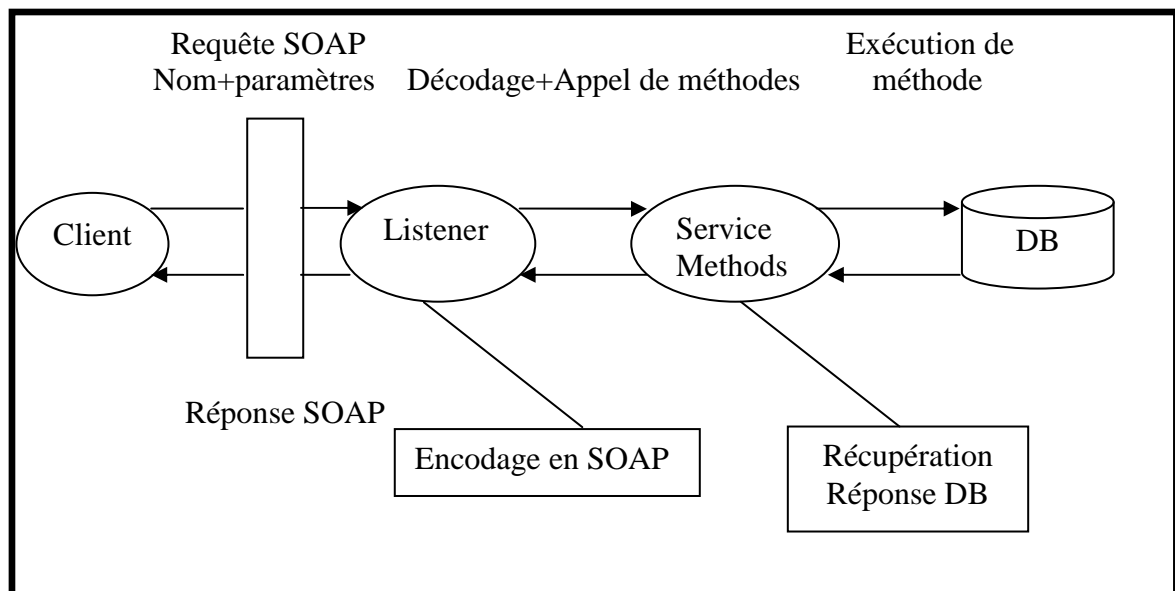 Requête SOAP
Nom+paramètres
Décodage+Appel de méthodes
Exécution de
méthode
Client
Listener
Service
Methods
DB
Réponse SOAP
Encodage en SOAP
Récupération
Réponse DB